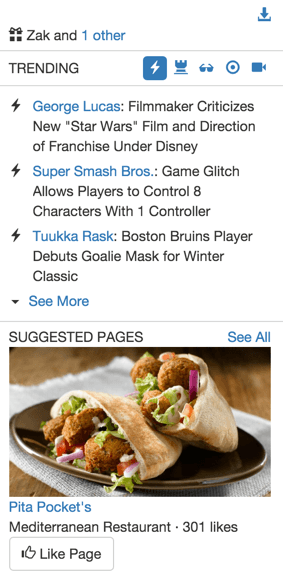 Zak and 1 other
TRENDING
George Lucas: Filmmaker Criticizes
New "Star Wars" Film and Direction
of Franchise Under Disney
Super Smash Bros.: Game Glitch
Allows Players to Control 8
Characters With 1 Controller
Tuukka Rask: Boston Bruins Player
Debuts Goalie Mask for Winter
Classic
See More
SUGGESTED PAGES See All
Pita Pocket's
Mediterranean Restaurant · 301 likes
Like Page